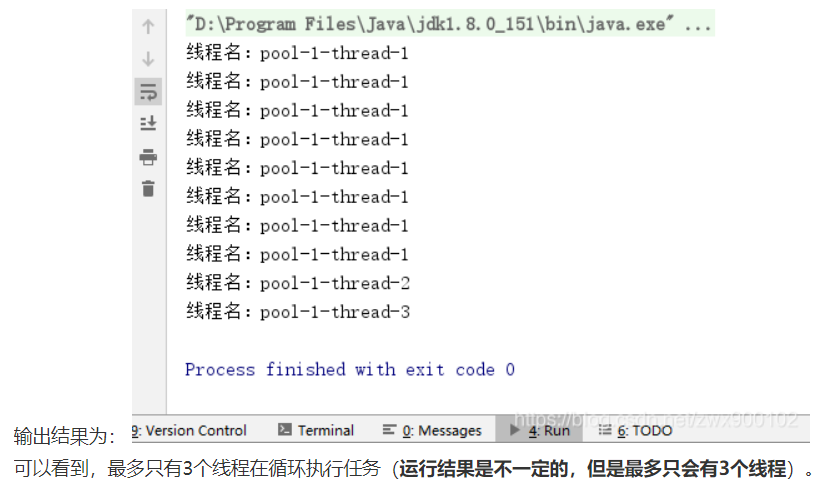 "D:\Program Files\Java\jdk1.8.0_151\bin\java.exe" ...
线程名：pool-1-thread-1
线程名：pool-1-thread-1
线程名：pool-1-thread-1
线程名：pool-1-thread-1
线程名：pool-1-thread-1
线程名：pool-1-thread-1
线程名：pool-1-thread-1
线程名：pool-1-thread-1
线程名：pool-1-thread-2
线程名：pool-1-thread-3
Process finished with exit code 0
https://blog.csdn.net/zwx900102
输出结果为：
9: Version Control Terminal 0: Messages 4: Run 6: TODO
可以看到，最多只有3个线程在循环执行任务（运行结果是不一定的，但是最多只会有3个线程）。